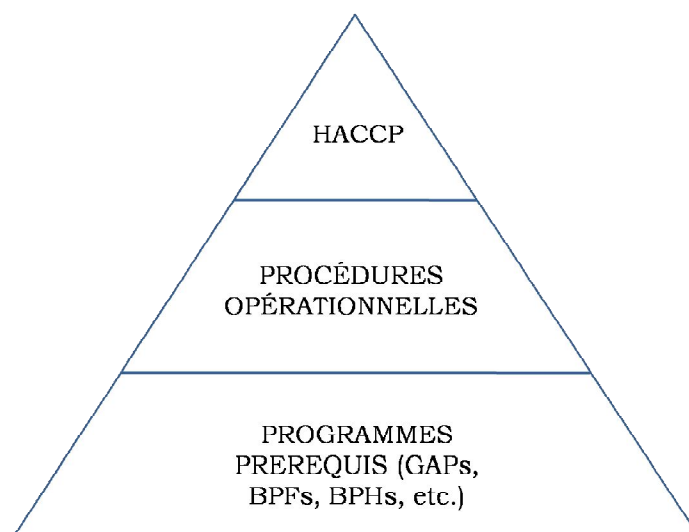 HACCP
PROCÉDURES
OPÉRATIONNELLES
PROGRAMMES
PREREQUIS (GAPs,
BPFs, BPHs, etc.)